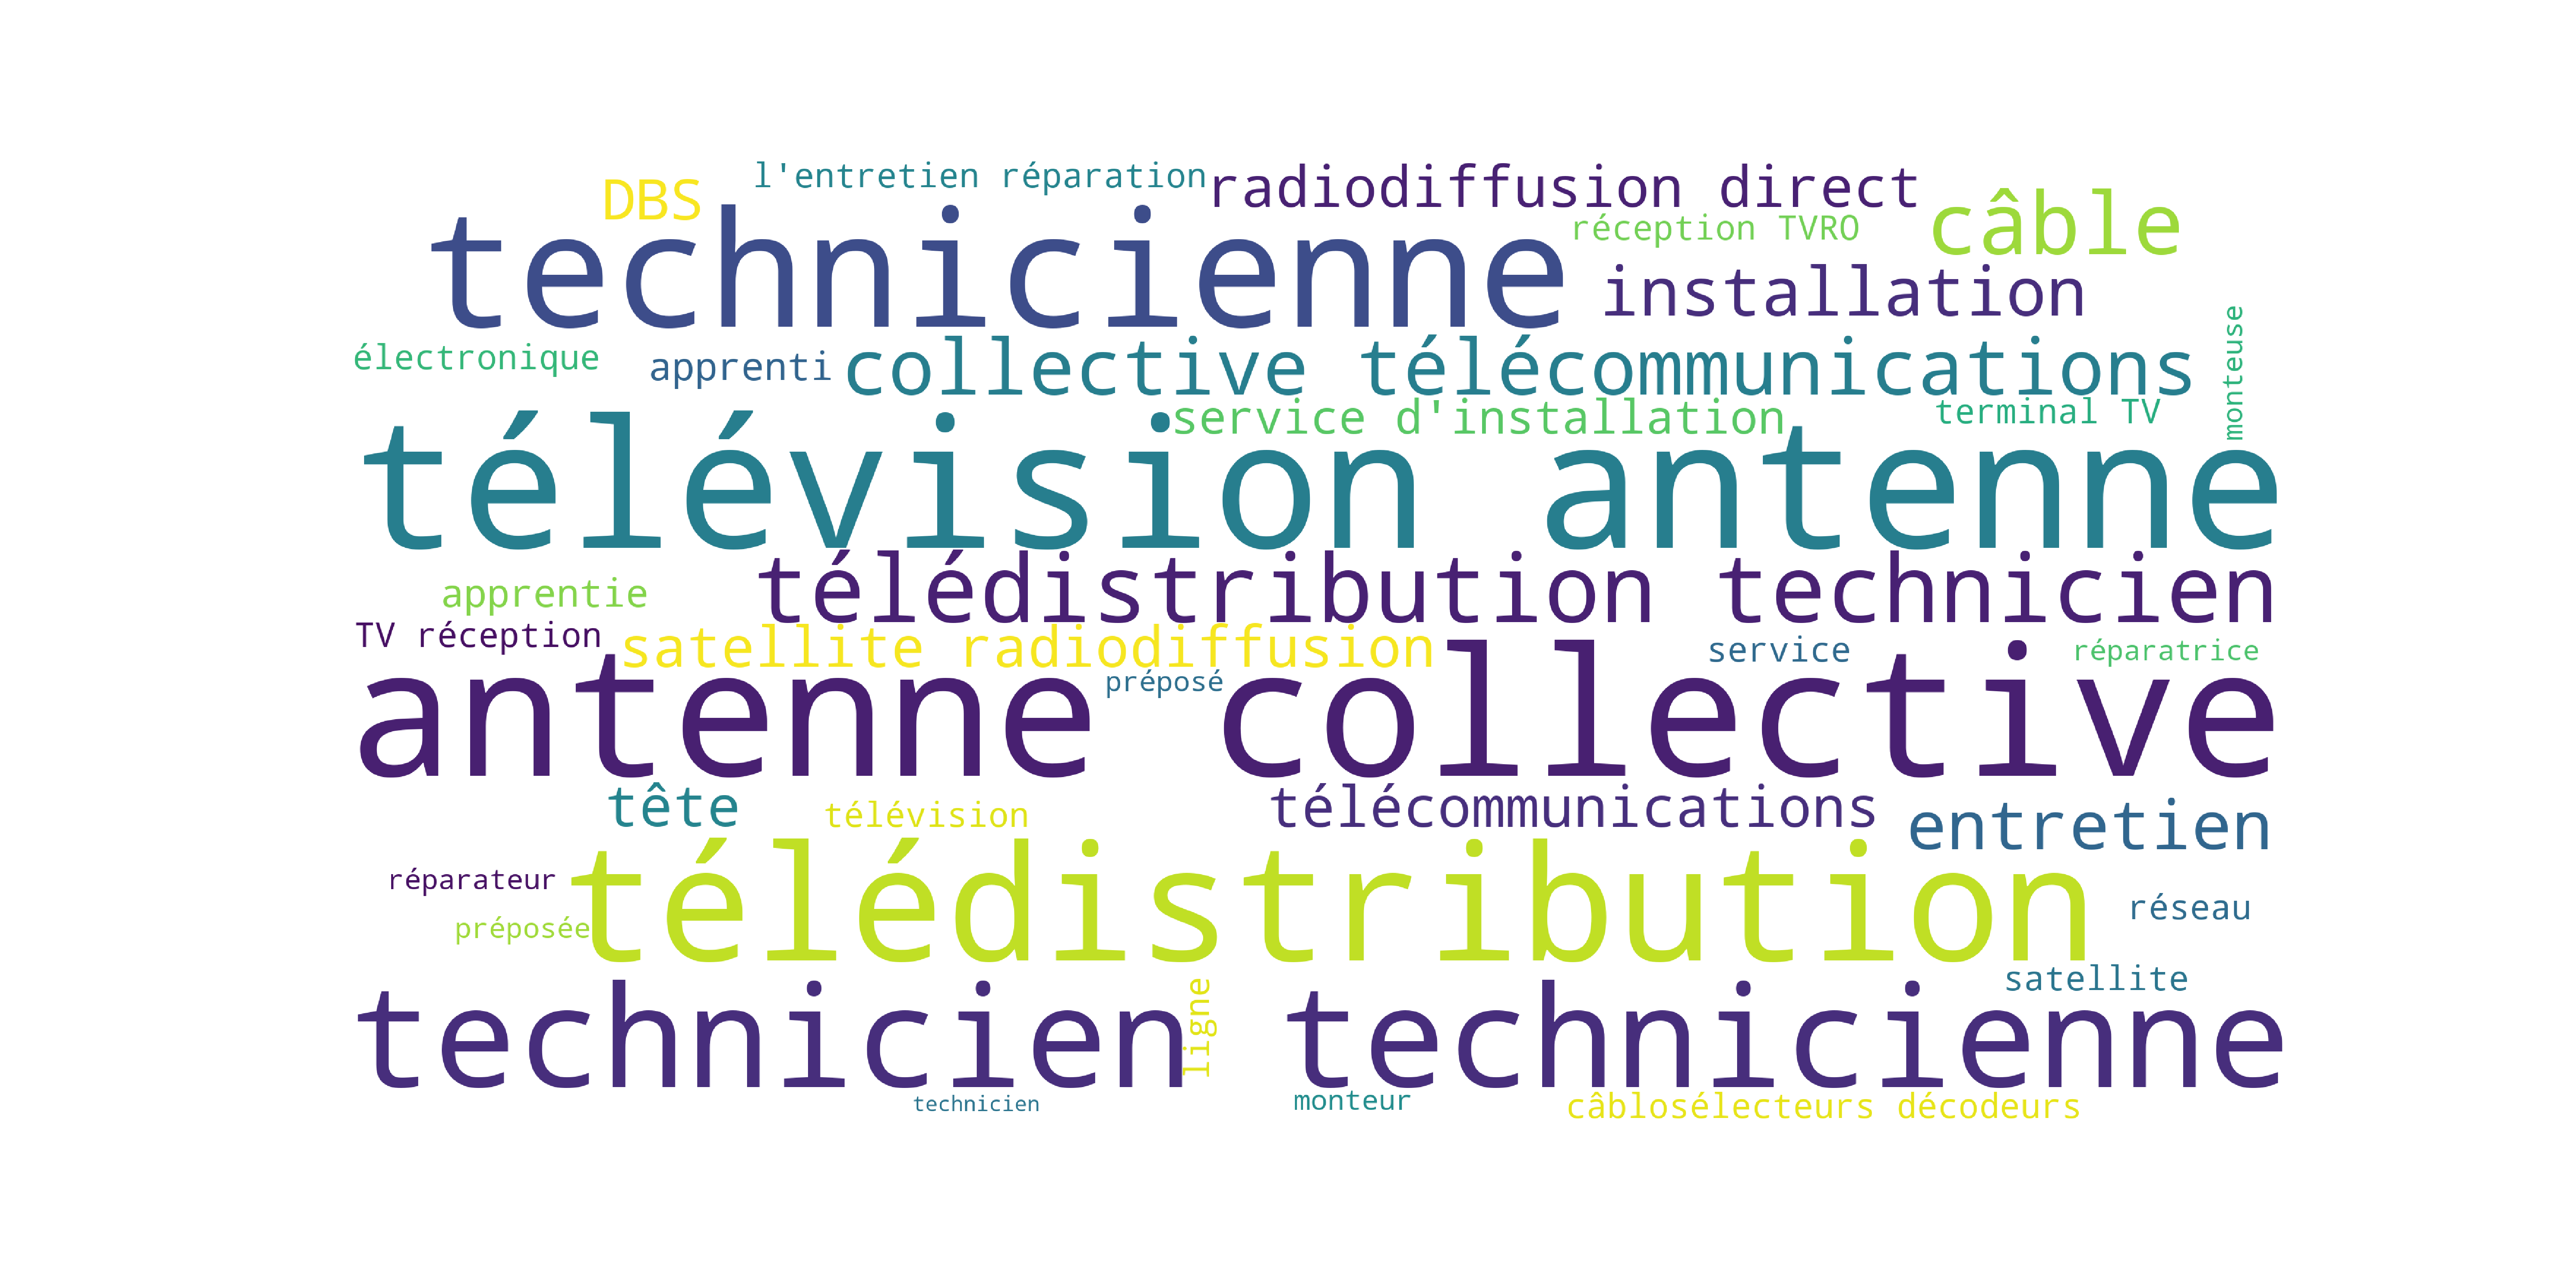 DBS
l'entretien réparation
radiodiffusion direct
technicienne
réception TVRO
câble
installation
électronique
apprenti
collective télécommunications
monteuse
service d'installation
terminal TV
télévision antenne
apprentie
télédistribution technicien
TV réception
satellite radiodiffusion
service
réparatrice
préposé
antenne collective
tête
télévision
télécommunications
entretien
réparateur
télédistribution
réseau
préposée
satellite
technicien technicienne
ligne
technicien
monteur
câblosélecteurs décodeurs